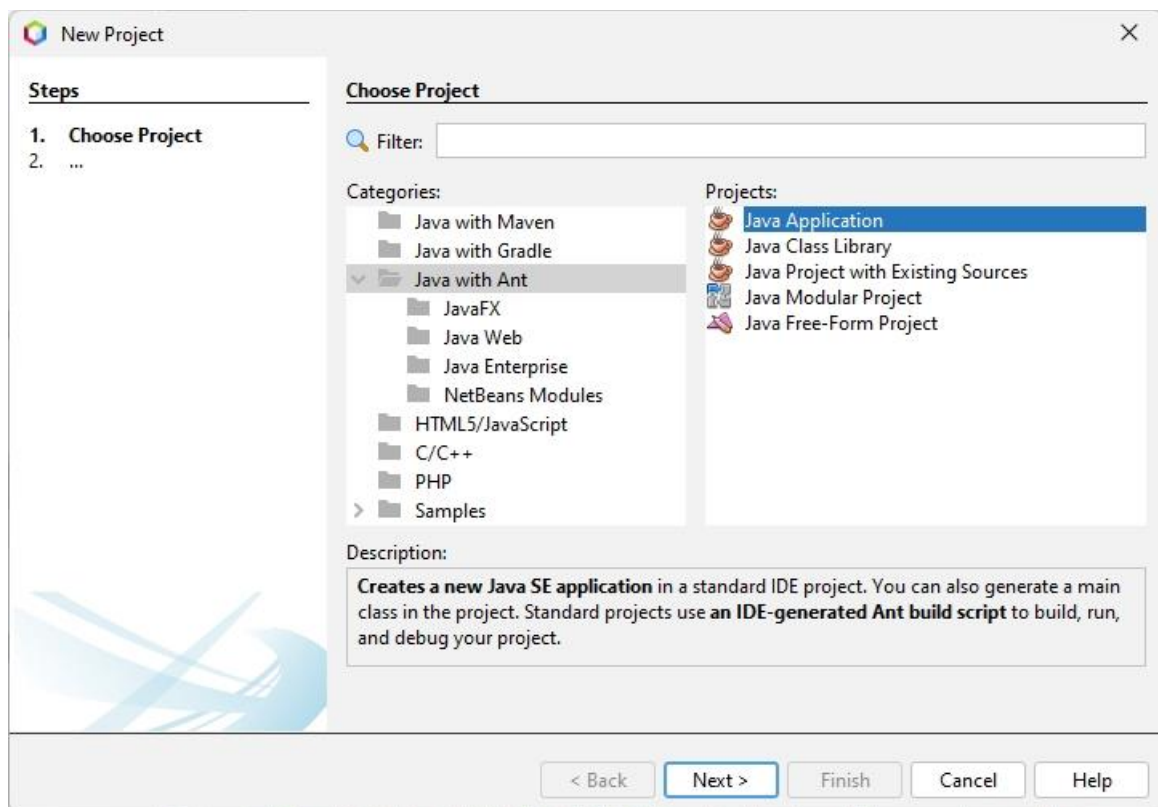 New Project
Steps
1. Choose Project
2. ...
Choose Project
Filter:
Categories:
Java with Maven
Java with Gradle
Java with Ant
JavaFX
Java Web
Java Enterprise
NetBeans Modules
HTML5/JavaScript
C/C++
PHP
Samples
Projects:
Java Application
Java Class Library
Java Project with Existing Sources
Java Modular Project
Java Free-Form Project
Description:
Creates a new Java SE application in a standard IDE project. You can also generate a main
class in the project. Standard projects use an IDE-generated Ant build script to build, run,
and debug your project.
< Back
Next >
Finish
Cancel
Help